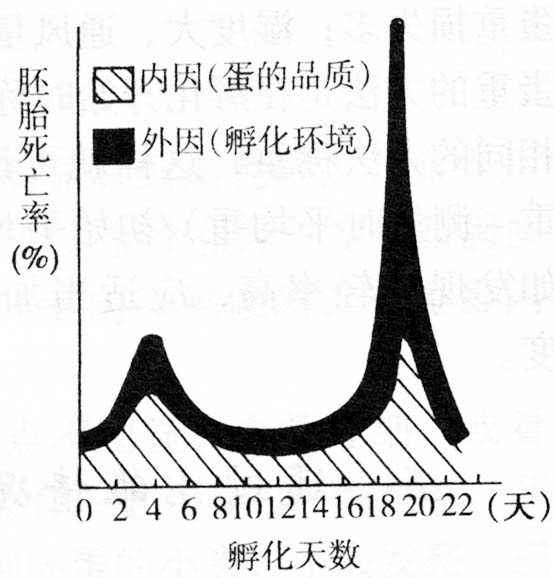 胚胎死亡率(%)
内因(蛋的品质)
外因(孵化环境)
0 2 4 6 8 10 12 14 16 18 20 22 (天)
孵化天数